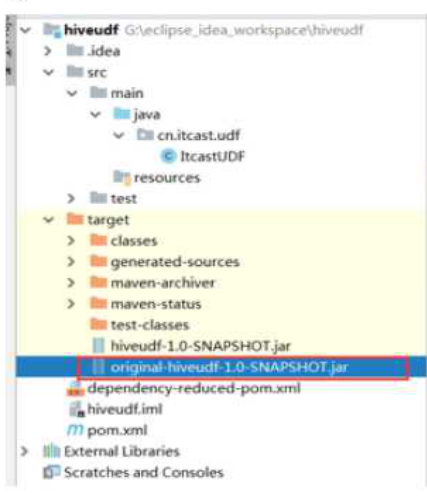 hiveudf G:\eclipse_idea_workspace\hiveudf
.idea
src
main
java
cn.itcast.udf
ItcastUDF
resources
test
target
classes
generated-sources
maven-archiver
maven-status
test-classes
hiveudf-1.0-SNAPSHOT.jar
original-hiveudf-1.0-SNAPSHOT.jar
dependency-reduced-pom.xml
hiveudf.iml
pom.xml
External Libraries
Scratches and Consoles